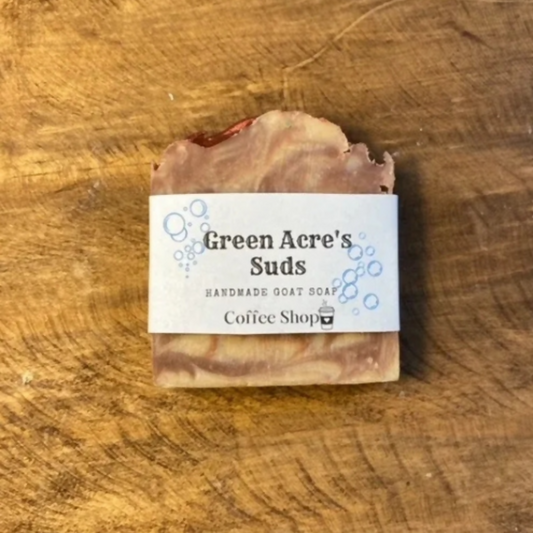 Green Acre's
Suds
HANDMADE GOAT SOAP
Coffee Shop